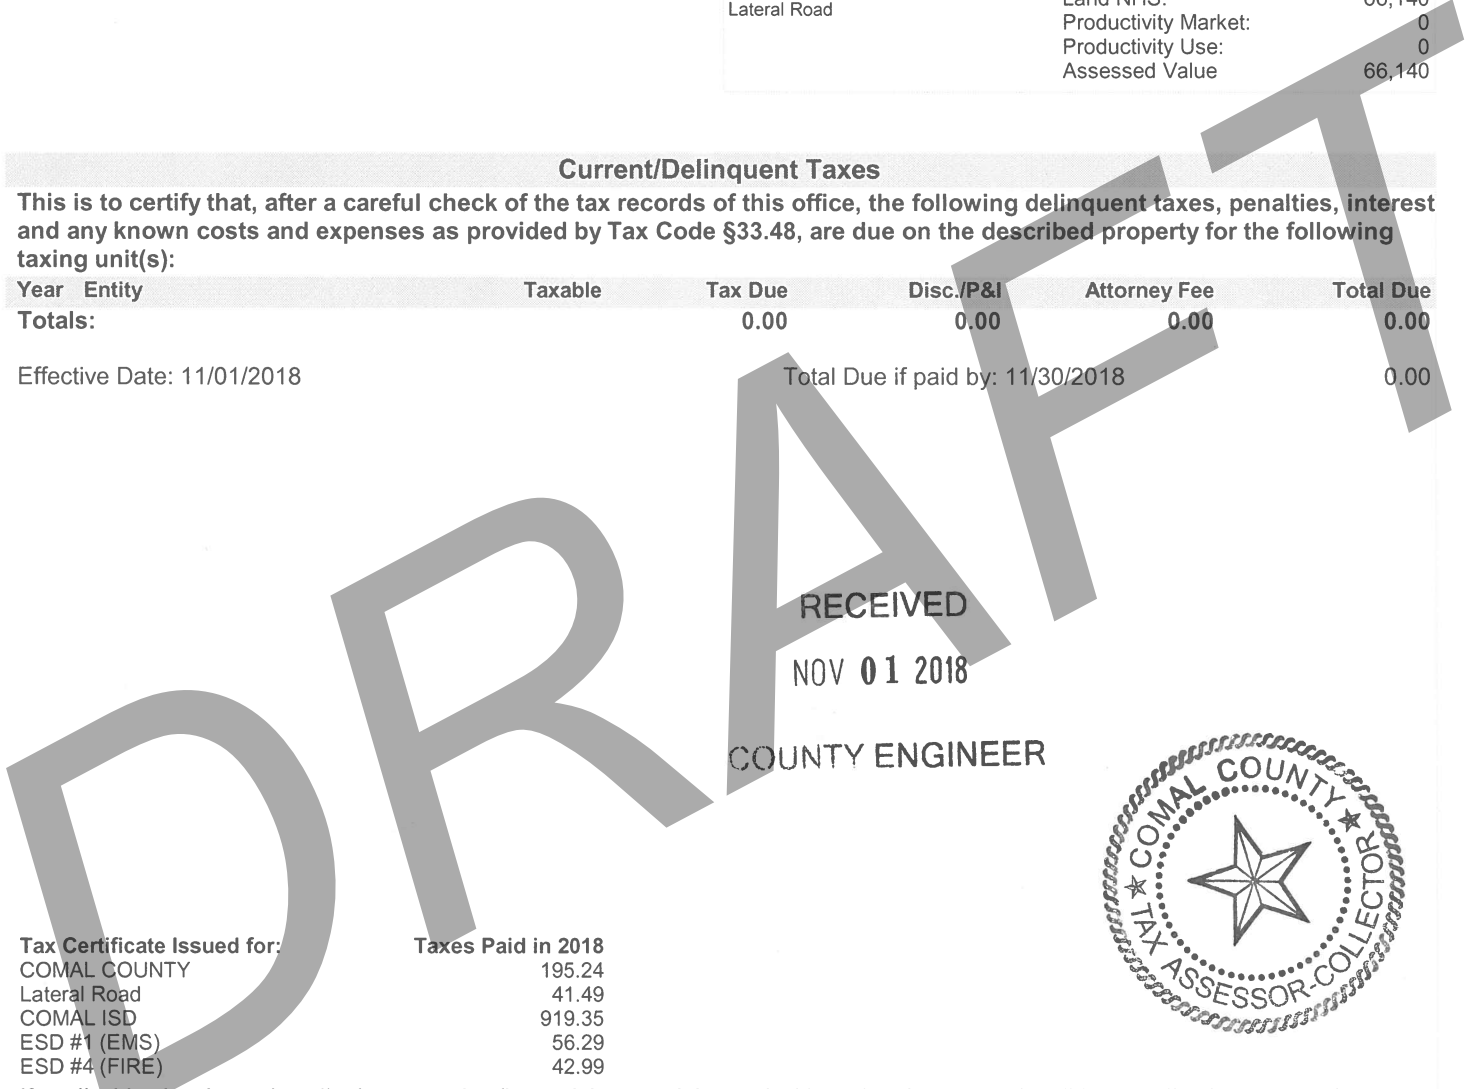 Lateral Road
Land NHS: 66,140
Productivity Market: 0
Productivity Use: 0
Assessed Value 66,140
Current/Delinquent Taxes
This is to certify that, after a careful check of the tax records of this office, the following delinquent taxes, penalties, interest
and any known costs and expenses as provided by Tax Code §33.48, are due on the described property for the following
taxing unit(s):
Year Entity Taxable Tax Due Disc./P&I Attorney Fee Total Due
Totals: 0.00 0.00 0.00 0.00
Effective Date: 11/01/2018 Total Due if paid by: 11/30/2018 0.00
DRAFT
RECEIVED
NOV 01 2018
COUNTY ENGINEER
★ COMAL COUNTY ★
TAX ASSESSOR-COLLECTOR
Tax Certificate Issued for: Taxes Paid in 2018
COMAL COUNTY 195.24
Lateral Road 41.49
COMAL ISD 919.35
ESD #1 (EMS) 56.29
ESD #4 (FIRE) 42.99